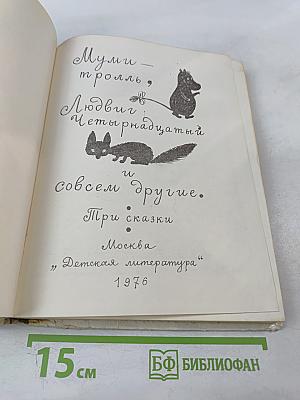 Муми —
тролль,
Людвиг
Четырнадцатый
и
совсем другие.
Три сказки
Москва
„Детская литература“
1976
15 см
БФ БИБЛИОФАН